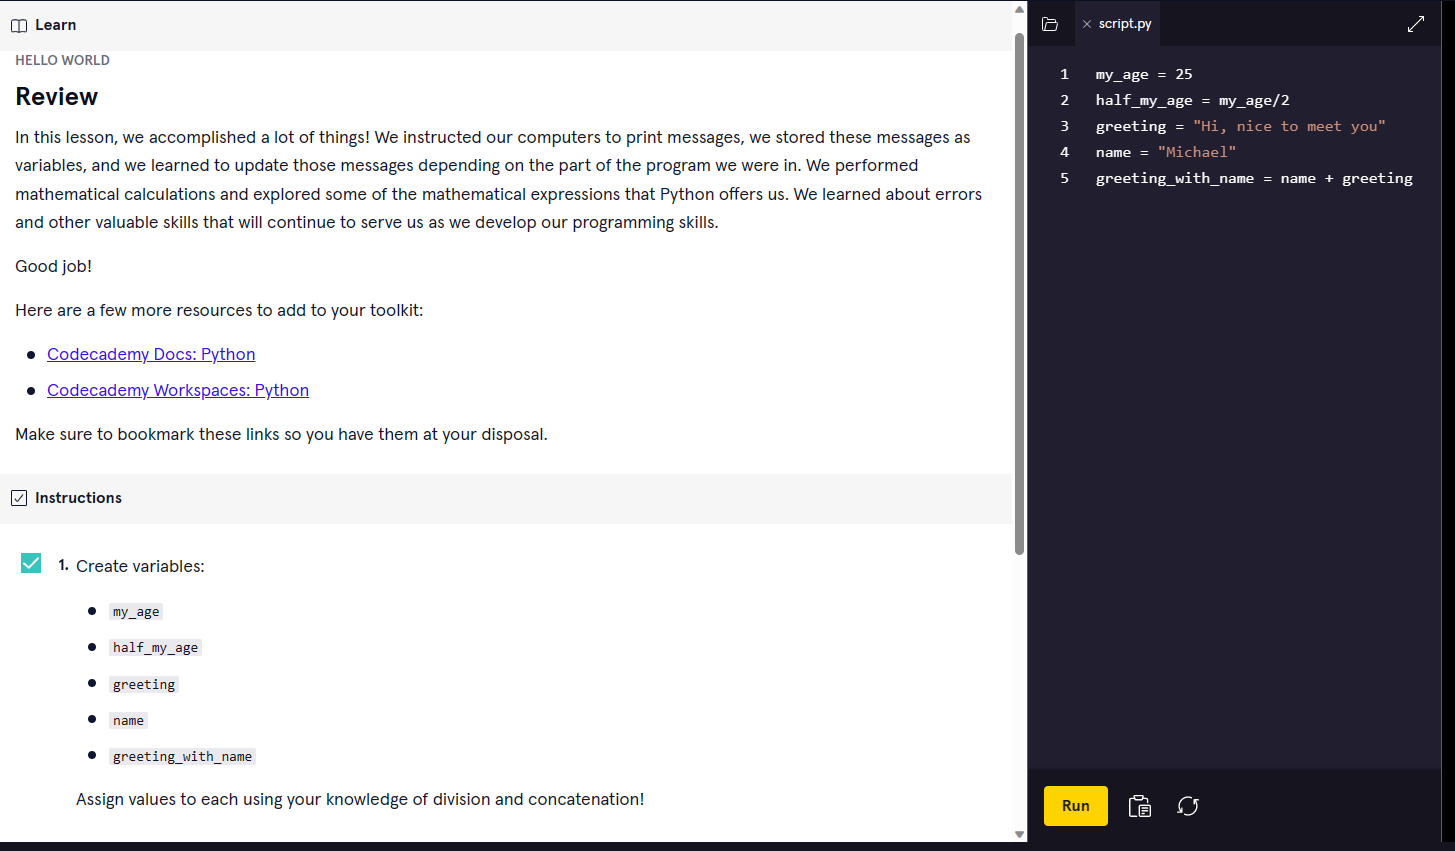 Learn
HELLO WORLD
Review
In this lesson, we accomplished a lot of things! We instructed our computers to print messages, we stored these messages as
variables, and we learned to update those messages depending on the part of the program we were in. We performed
mathematical calculations and explored some of the mathematical expressions that Python offers us. We learned about errors
and other valuable skills that will continue to serve us as we develop our programming skills.
Good job!
Here are a few more resources to add to your toolkit:
Codecademy Docs: Python
Codecademy Workspaces: Python
Make sure to bookmark these links so you have them at your disposal.
Instructions
1. Create variables:
my_age
half_my_age
greeting
name
greeting_with_name
Assign values to each using your knowledge of division and concatenation!
script.py
1 my_age = 25
2 half_my_age = my_age/2
3 greeting = "Hi, nice to meet you"
4 name = "Michael"
5 greeting_with_name = name + greeting
Run